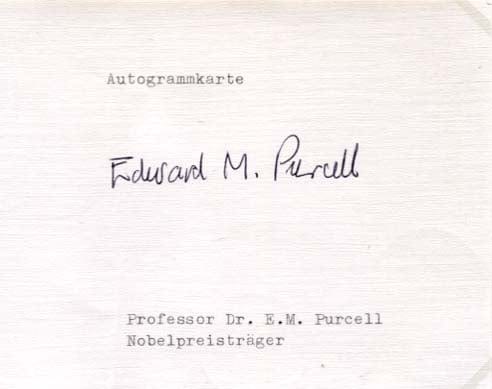 Autogrammkarte
Edward M. Purcell
Professor Dr. E.M. Purcell
Nobelpreisträger